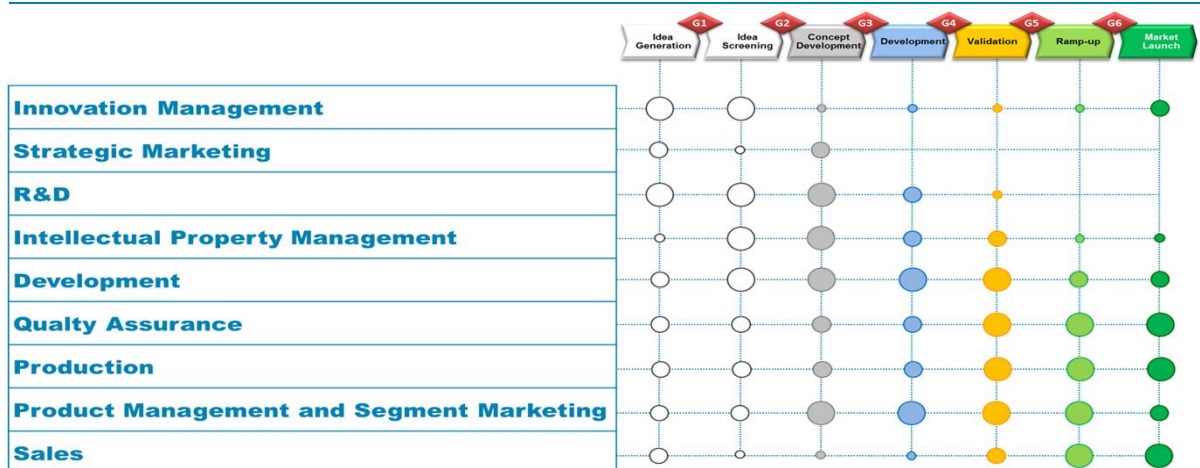 G1 G2 G3 G4 G5 G6
Idea
Generation
Idea
Screening
Concept
Development
Development
Validation
Ramp-up
Market
Launch
Innovation Management
Strategic Marketing
R&D
Intellectual Property Management
Development
Qualty Assurance
Production
Product Management and Segment Marketing
Sales